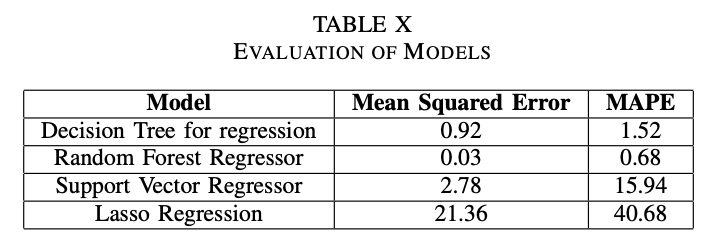 TABLE X
EVALUATION OF MODELS
Model Mean Squared Error MAPE
Decision Tree for regression 0.92 1.52
Random Forest Regressor 0.03 0.68
Support Vector Regressor 2.78 15.94
Lasso Regression 21.36 40.68